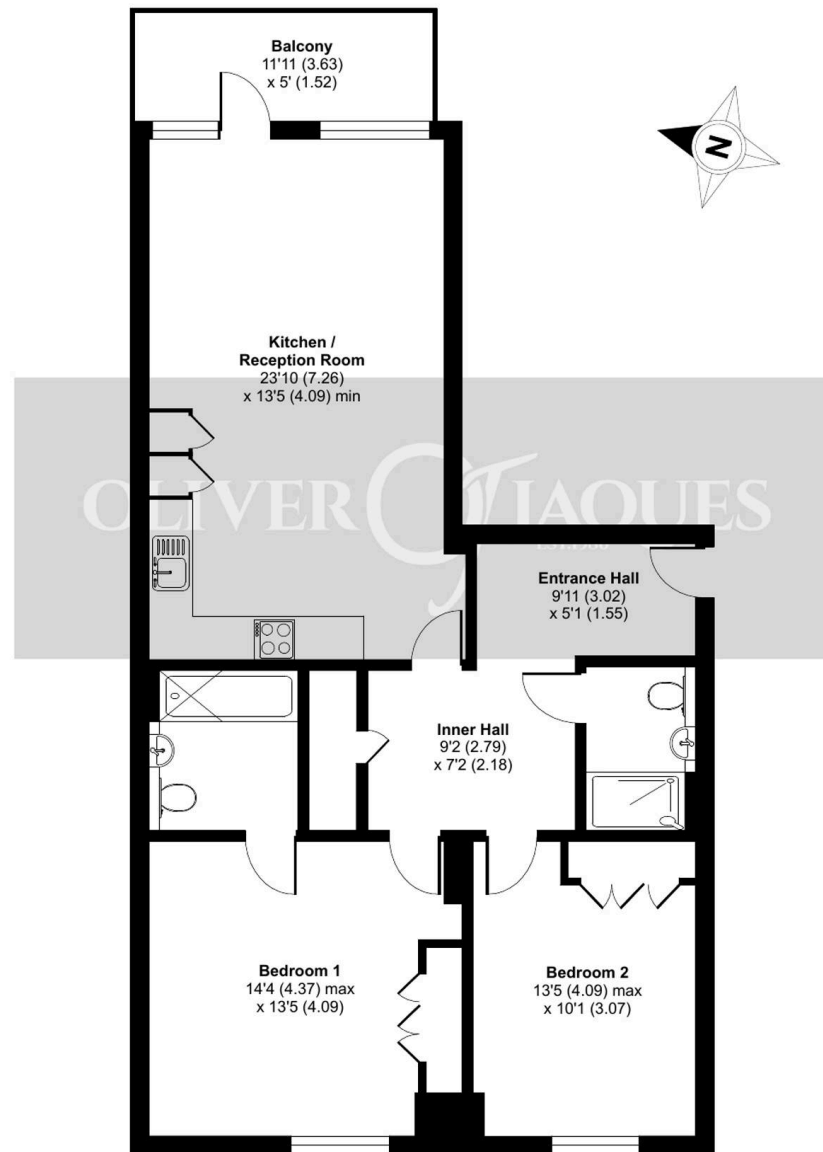 Balcony
11'11 (3.63)
x 5' (1.52)
N
Kitchen /
Reception Room
23'10 (7.26)
x 13'5 (4.09) min
OLIVER JAQUES
EST.1980
Entrance Hall
9'11 (3.02)
x 5'1 (1.55)
Inner Hall
9'2 (2.79)
x 7'2 (2.18)
Bedroom 1
14'4 (4.37) max
x 13'5 (4.09)
Bedroom 2
13'5 (4.09) max
x 10'1 (3.07)